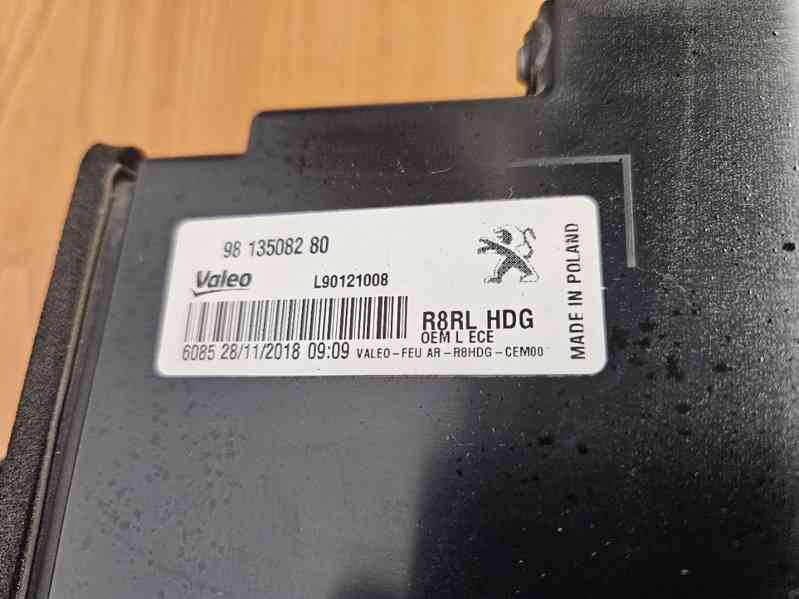 98 135082 80
Valeo
L90121008
R8RL HDG
OEM L ECE
6085 28/11/2018 09:09 VALEO-FEU AR-R8HDG-CEM00
MADE IN POLAND